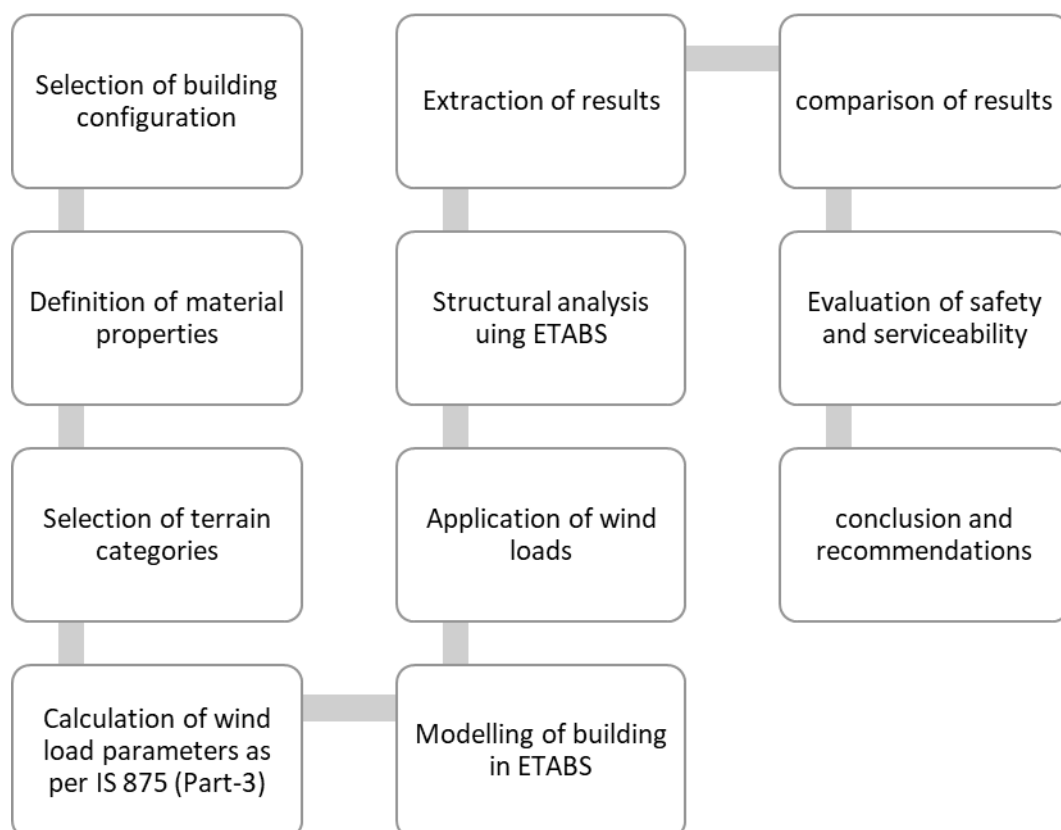 Selection of building
configuration
Definition of material
properties
Selection of terrain
categories
Calculation of wind
load parameters as
per IS 875 (Part-3)
Modelling of building
in ETABS
Application of wind
loads
Structural analysis
uing ETABS
Extraction of results
comparison of results
Evaluation of safety
and serviceability
conclusion and
recommendations